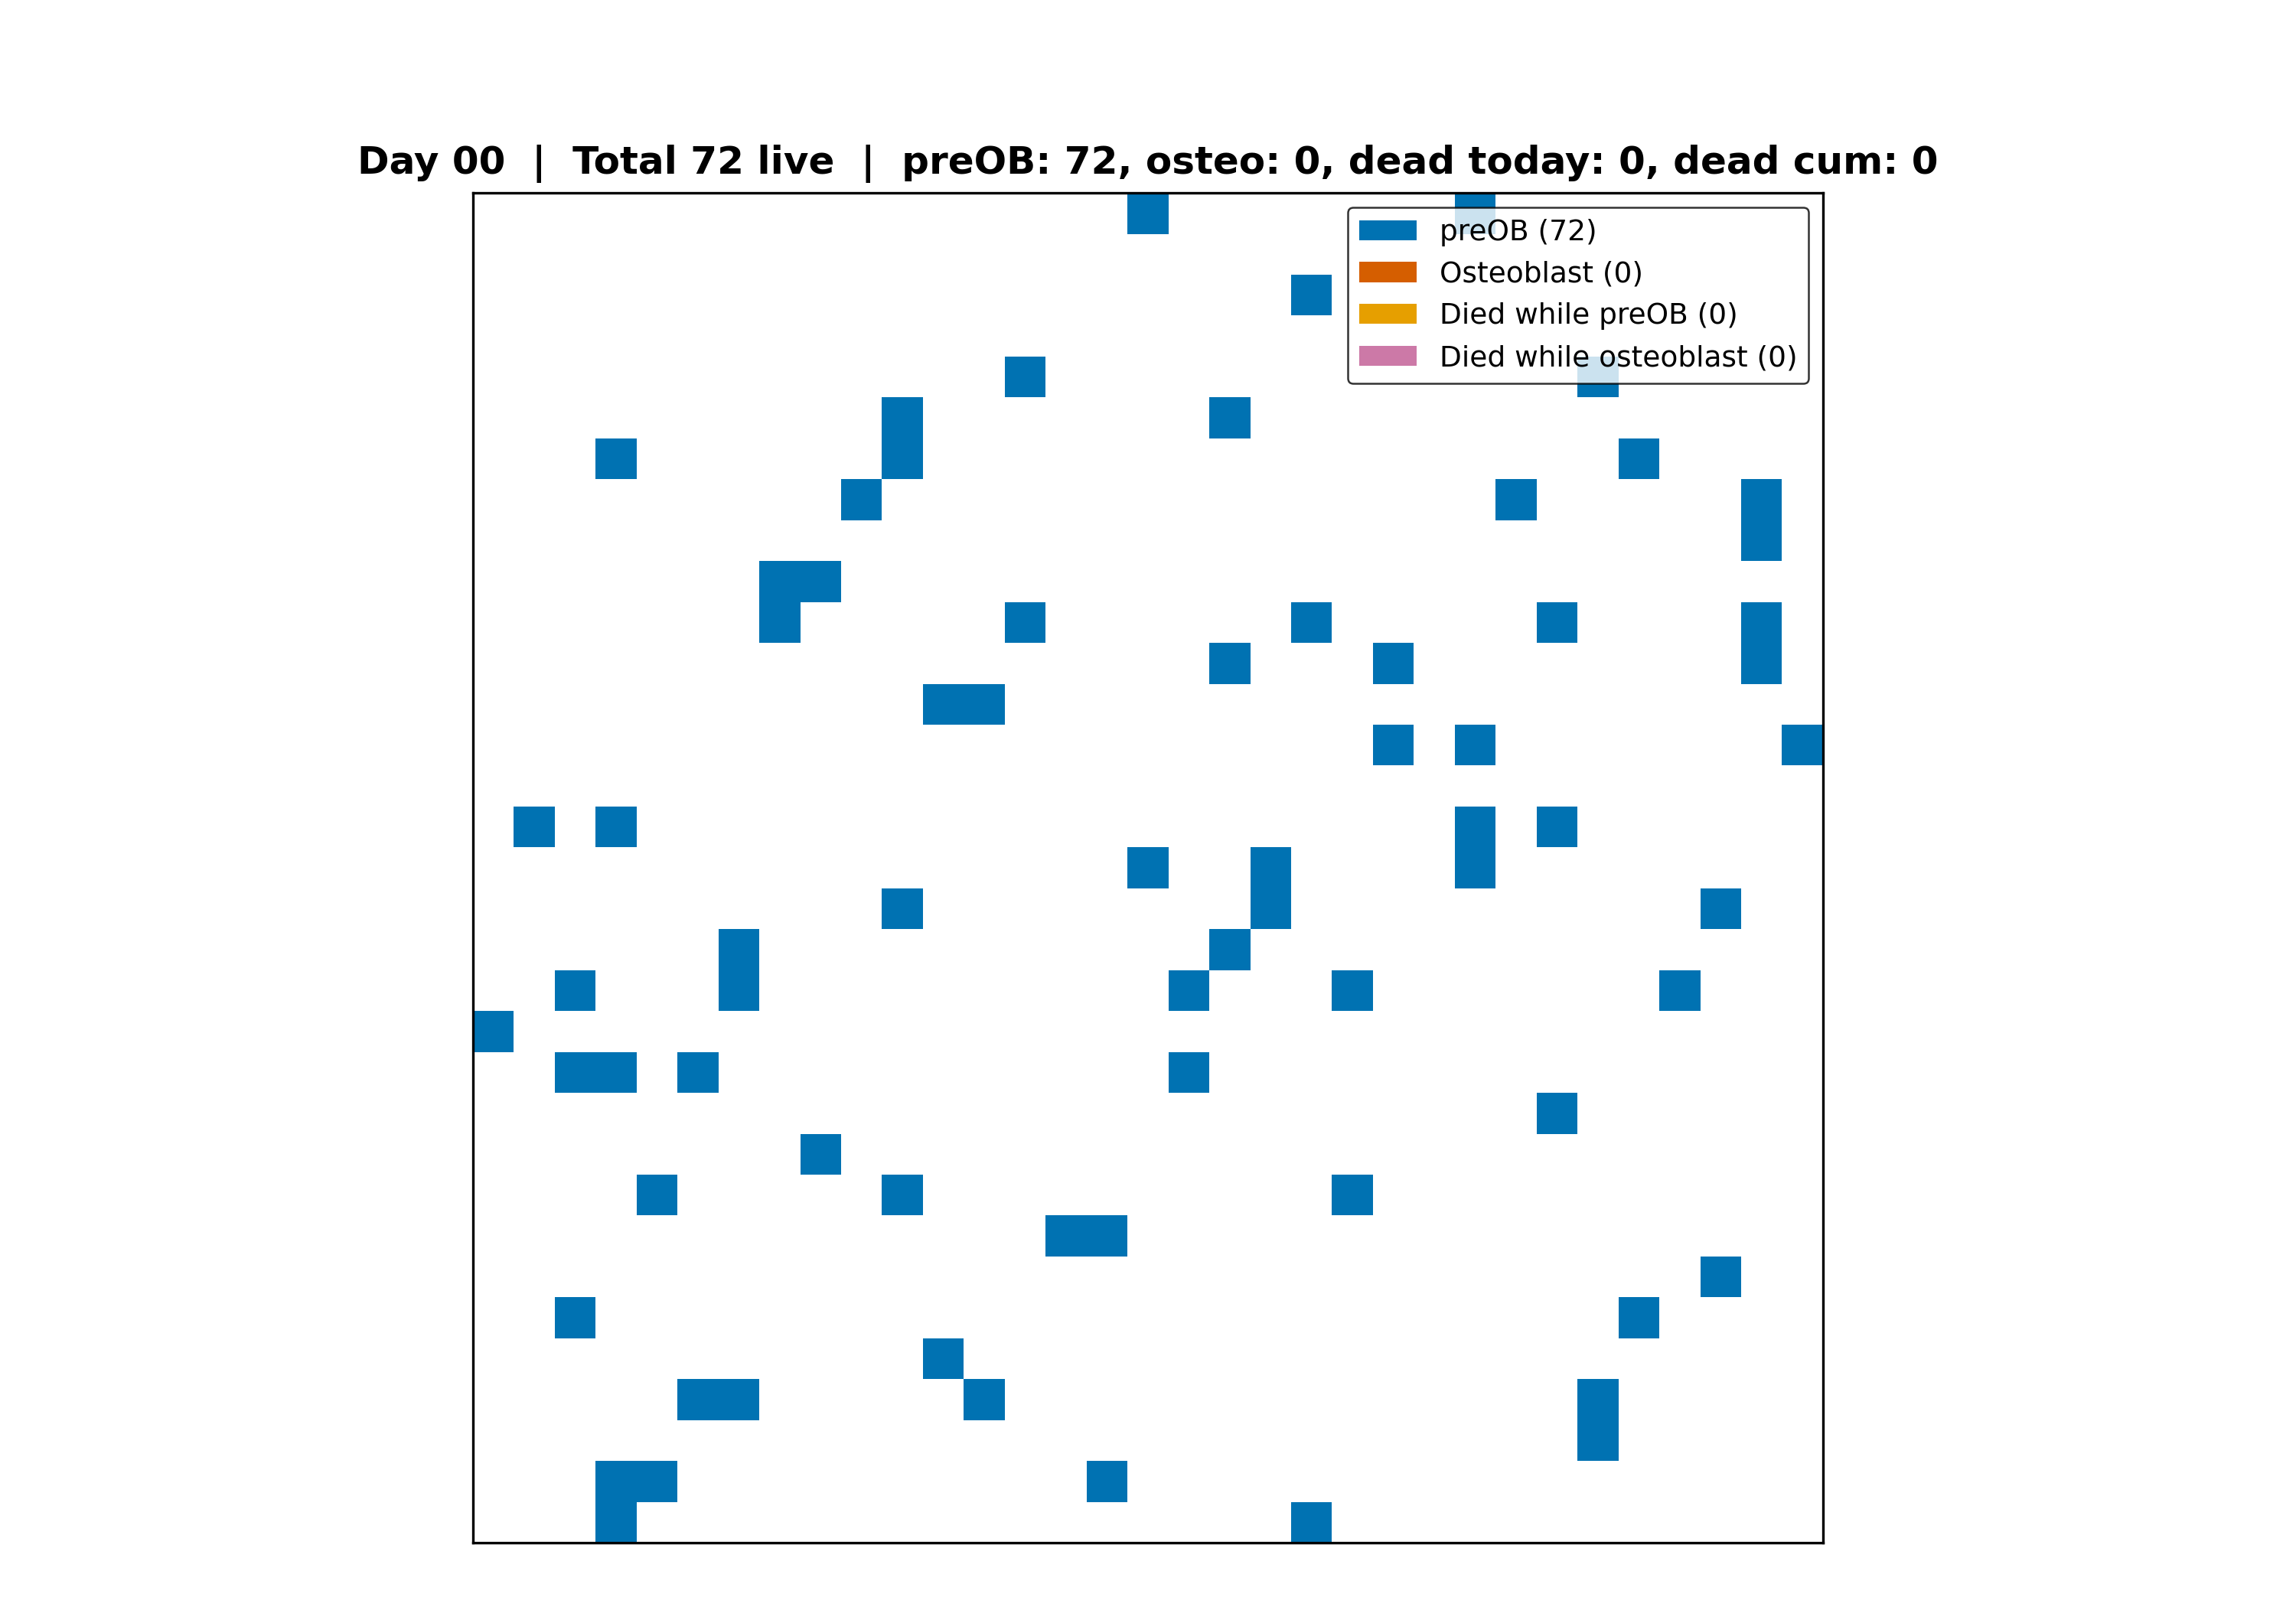 Day 00 | Total 72 live | preOB: 72, osteo: 0, dead today: 0, dead cum: 0
preOB (72)
Osteoblast (0)
Died while preOB (0)
Died while osteoblast (0)